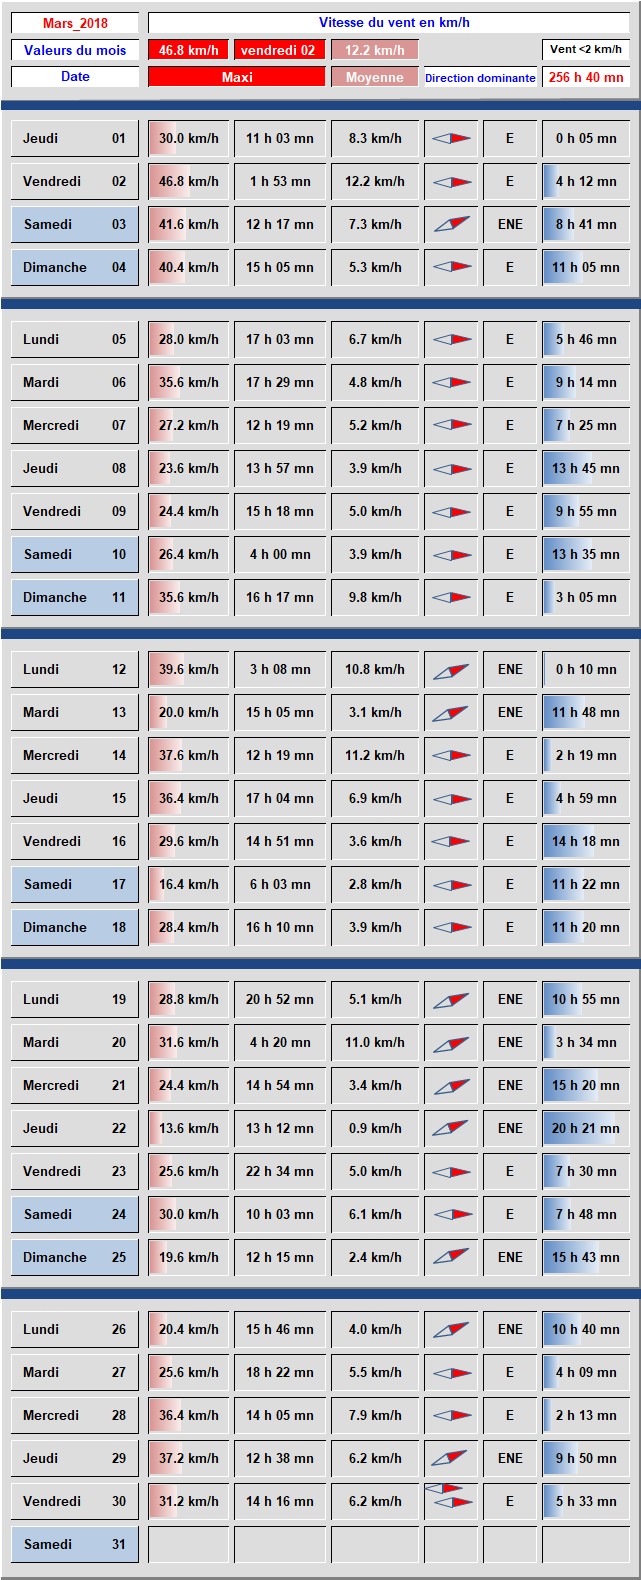 Mars_2018 Vitesse du vent en km/h
Valeurs du mois 46.8 km/h vendredi 02 12.2 km/h Vent <2 km/h
Date Maxi Moyenne Direction dominante 256 h 40 mn
Jeudi 01 30.0 km/h 11 h 03 mn 8.3 km/h E 0 h 05 mn
Vendredi 02 46.8 km/h 1 h 53 mn 12.2 km/h E 4 h 12 mn
Samedi 03 41.6 km/h 12 h 17 mn 7.3 km/h ENE 8 h 41 mn
Dimanche 04 40.4 km/h 15 h 05 mn 5.3 km/h E 11 h 05 mn
Lundi 05 28.0 km/h 17 h 03 mn 6.7 km/h E 5 h 46 mn
Mardi 06 35.6 km/h 17 h 29 mn 4.8 km/h E 9 h 14 mn
Mercredi 07 27.2 km/h 12 h 19 mn 5.2 km/h E 7 h 25 mn
Jeudi 08 23.6 km/h 13 h 57 mn 3.9 km/h E 13 h 45 mn
Vendredi 09 24.4 km/h 15 h 18 mn 5.0 km/h E 9 h 55 mn
Samedi 10 26.4 km/h 4 h 00 mn 3.9 km/h E 13 h 35 mn
Dimanche 11 35.6 km/h 16 h 17 mn 9.8 km/h E 3 h 05 mn
Lundi 12 39.6 km/h 3 h 08 mn 10.8 km/h ENE 0 h 10 mn
Mardi 13 20.0 km/h 15 h 05 mn 3.1 km/h ENE 11 h 48 mn
Mercredi 14 37.6 km/h 12 h 19 mn 11.2 km/h E 2 h 19 mn
Jeudi 15 36.4 km/h 17 h 04 mn 6.9 km/h E 4 h 59 mn
Vendredi 16 29.6 km/h 14 h 51 mn 3.6 km/h E 14 h 18 mn
Samedi 17 16.4 km/h 6 h 03 mn 2.8 km/h E 11 h 22 mn
Dimanche 18 28.4 km/h 16 h 10 mn 3.9 km/h E 11 h 20 mn
Lundi 19 28.8 km/h 20 h 52 mn 5.1 km/h ENE 10 h 55 mn
Mardi 20 31.6 km/h 4 h 20 mn 11.0 km/h ENE 3 h 34 mn
Mercredi 21 24.4 km/h 14 h 54 mn 3.4 km/h ENE 15 h 20 mn
Jeudi 22 13.6 km/h 13 h 12 mn 0.9 km/h ENE 20 h 21 mn
Vendredi 23 25.6 km/h 22 h 34 mn 5.0 km/h E 7 h 30 mn
Samedi 24 30.0 km/h 10 h 03 mn 6.1 km/h E 7 h 48 mn
Dimanche 25 19.6 km/h 12 h 15 mn 2.4 km/h ENE 15 h 43 mn
Lundi 26 20.4 km/h 15 h 46 mn 4.0 km/h ENE 10 h 40 mn
Mardi 27 25.6 km/h 18 h 22 mn 5.5 km/h E 4 h 09 mn
Mercredi 28 36.4 km/h 14 h 05 mn 7.9 km/h E 2 h 13 mn
Jeudi 29 37.2 km/h 12 h 38 mn 6.2 km/h ENE 9 h 50 mn
Vendredi 30 31.2 km/h 14 h 16 mn 6.2 km/h E 5 h 33 mn
Samedi 31